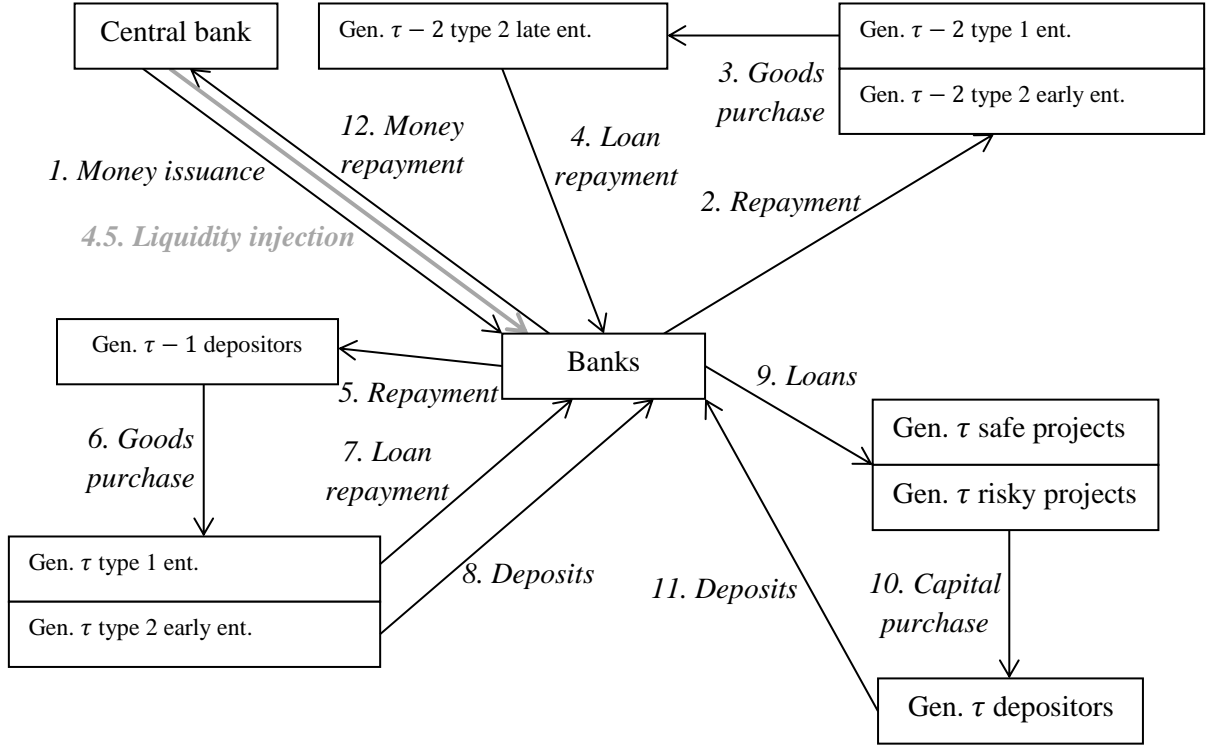 Central bank
Gen. τ − 2 type 2 late ent.
Gen. τ − 2 type 1 ent.
Gen. τ − 2 type 2 early ent.
3. Goods
purchase
12. Money
repayment
4. Loan
repayment
1. Money issuance
2. Repayment
4.5. Liquidity injection
Gen. τ − 1 depositors
Banks
5. Repayment
9. Loans
6. Goods
purchase
7. Loan
repayment
Gen. τ safe projects
Gen. τ risky projects
Gen. τ type 1 ent.
Gen. τ type 2 early ent.
8. Deposits
11. Deposits
10. Capital
purchase
Gen. τ depositors